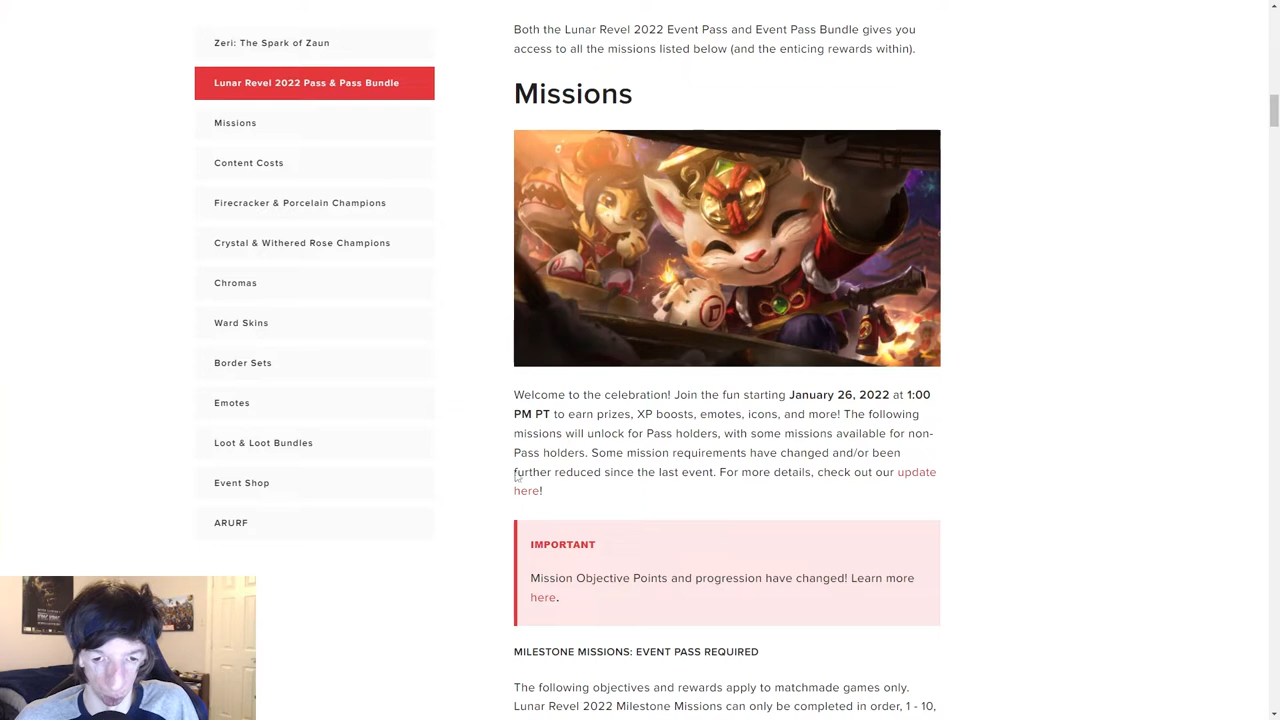 Zeri: The Spark of Zaun
Lunar Revel 2022 Pass & Pass Bundle
Missions
Content Costs
Firecracker & Porcelain Champions
Crystal & Withered Rose Champions
Chromas
Ward Skins
Border Sets
Emotes
Loot & Loot Bundles
Event Shop
ARURF
Both the Lunar Revel 2022 Event Pass and Event Pass Bundle gives you
access to all the missions listed below (and the enticing rewards within).
Missions
Welcome to the celebration! Join the fun starting January 26, 2022 at 1:00
PM PT to earn prizes, XP boosts, emotes, icons, and more! The following
missions will unlock for Pass holders, with some missions available for non-
Pass holders. Some mission requirements have changed and/or been
further reduced since the last event. For more details, check out our update
here!
IMPORTANT
Mission Objective Points and progression have changed! Learn more
here.
MILESTONE MISSIONS: EVENT PASS REQUIRED
The following objectives and rewards apply to matchmade games only.
Lunar Revel 2022 Milestone Missions can only be completed in order, 1 - 10,